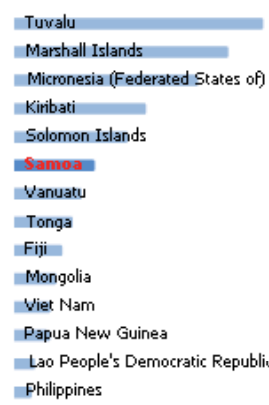 Tuvalu
Marshall Islands
Micronesia (Federated States of)
Kiribati
Solomon Islands
Samoa
Vanuatu
Tonga
Fiji
Mongolia
Viet Nam
Papua New Guinea
Lao People's Democratic Republi
Philippines